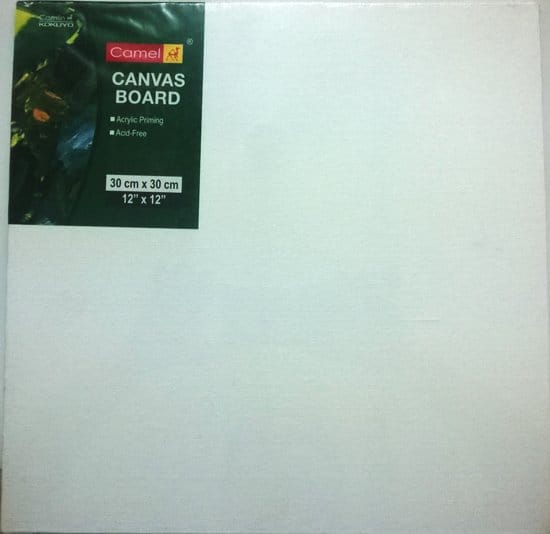 Camlin
KOKUYO
Camel
®
CANVAS
BOARD
Acrylic Priming
Acid-Free
30 cm x 30 cm
12" x 12"